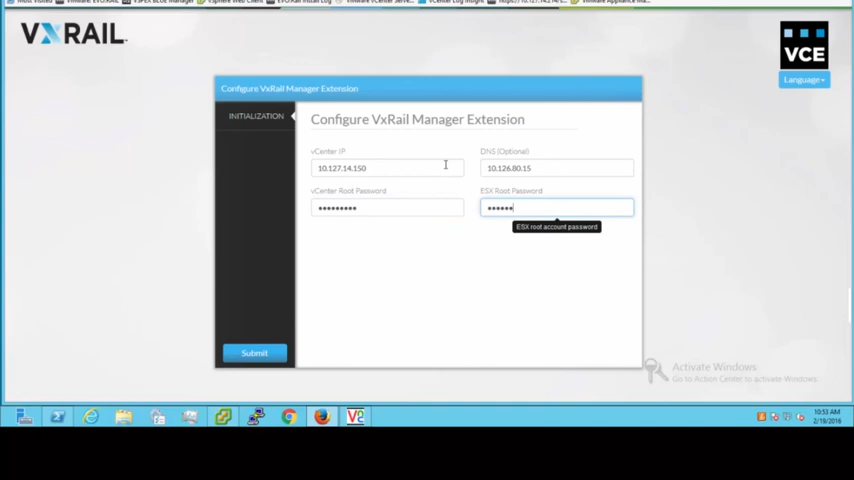 VXRAIL
VCE
Language
Configure VxRail Manager Extension
INITIALIZATION
Configure VxRail Manager Extension
vCenter IP
DNS (Optional)
10.127.14.150
10.126.80.15
vCenter Root Password
ESX Root Password
•••••••••
••••••
ESX root account password
Submit
Activate Windows
Go to Action Center to activate Windows.
10:53 AM
2/19/2016